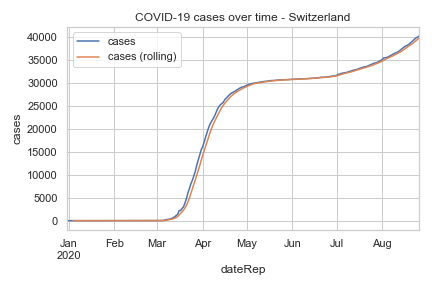 COVID-19 cases over time - Switzerland
cases
cases (rolling)
40000
35000
30000
25000
20000
15000
10000
5000
0
cases
Jan Feb Mar Apr May Jun Jul Aug
2020
dateRep